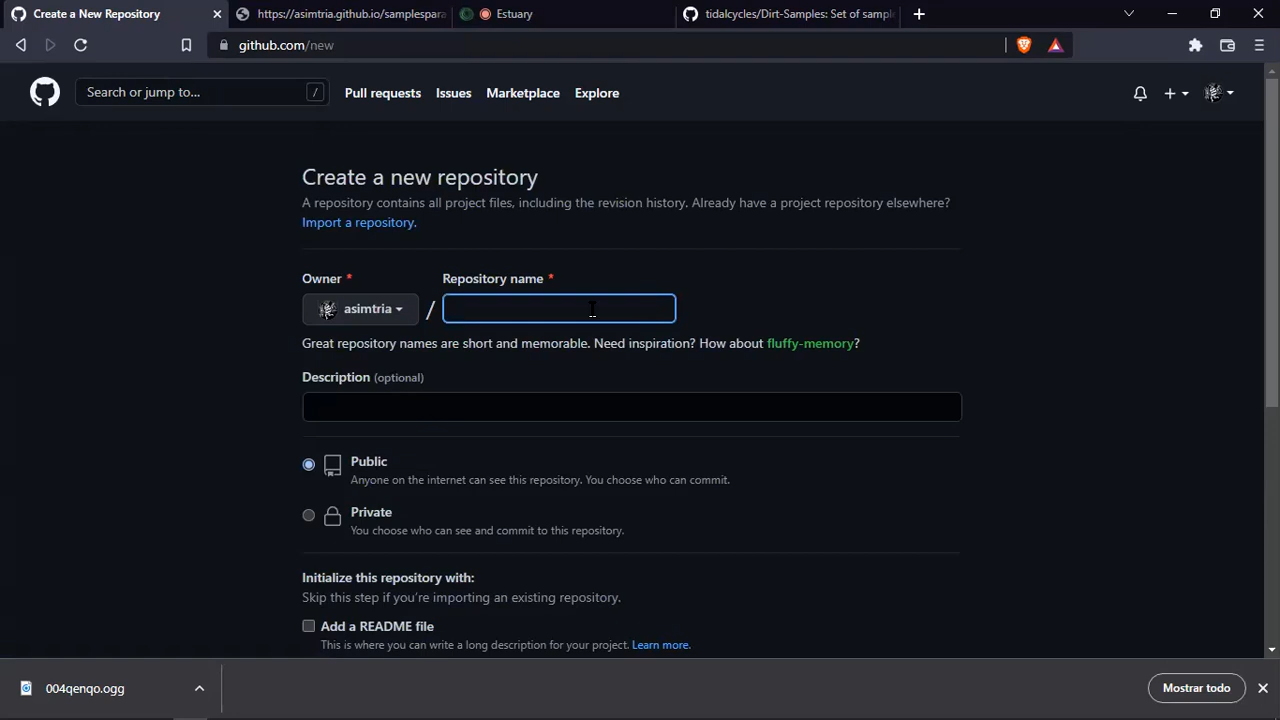 Create a New Repository
https://asimtria.github.io/samplespara
Estuary
tidalcycles/Dirt-Samples: Set of sampl
github.com/new
Search or jump to...
/
Pull requests
Issues
Marketplace
Explore
Create a new repository
A repository contains all project files, including the revision history. Already have a project repository elsewhere?
Import a repository.
Owner *
Repository name *
asimtria
/
Great repository names are short and memorable. Need inspiration? How about fluffy-memory?
Description (optional)
Public
Anyone on the internet can see this repository. You choose who can commit.
Private
You choose who can see and commit to this repository.
Initialize this repository with:
Skip this step if you're importing an existing repository.
Add a README file
This is where you can write a long description for your project. Learn more.
004qenqo.ogg
Mostrar todo